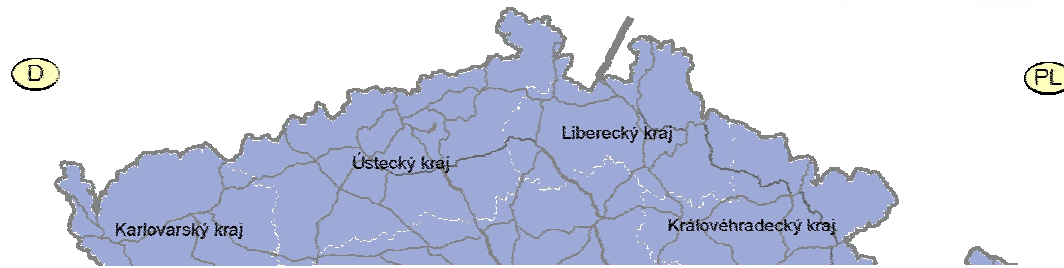 D
PL
Liberecký kraj
Ústecký kraj
Karlovarský kraj
Královéhradecký kraj